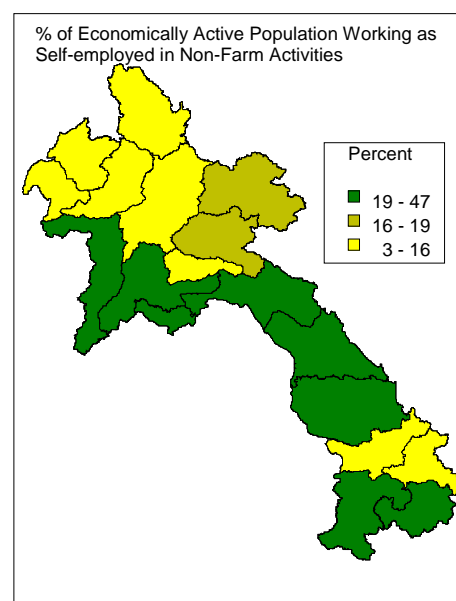 % of Economically Active Population Working as
Self-employed in Non-Farm Activities
Percent
19 - 47
16 - 19
3 - 16